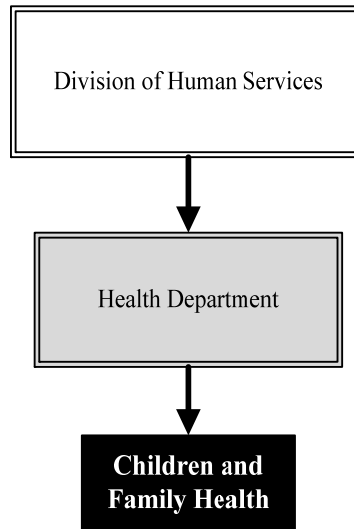 Division of Human Services
Health Department
Children and
Family Health